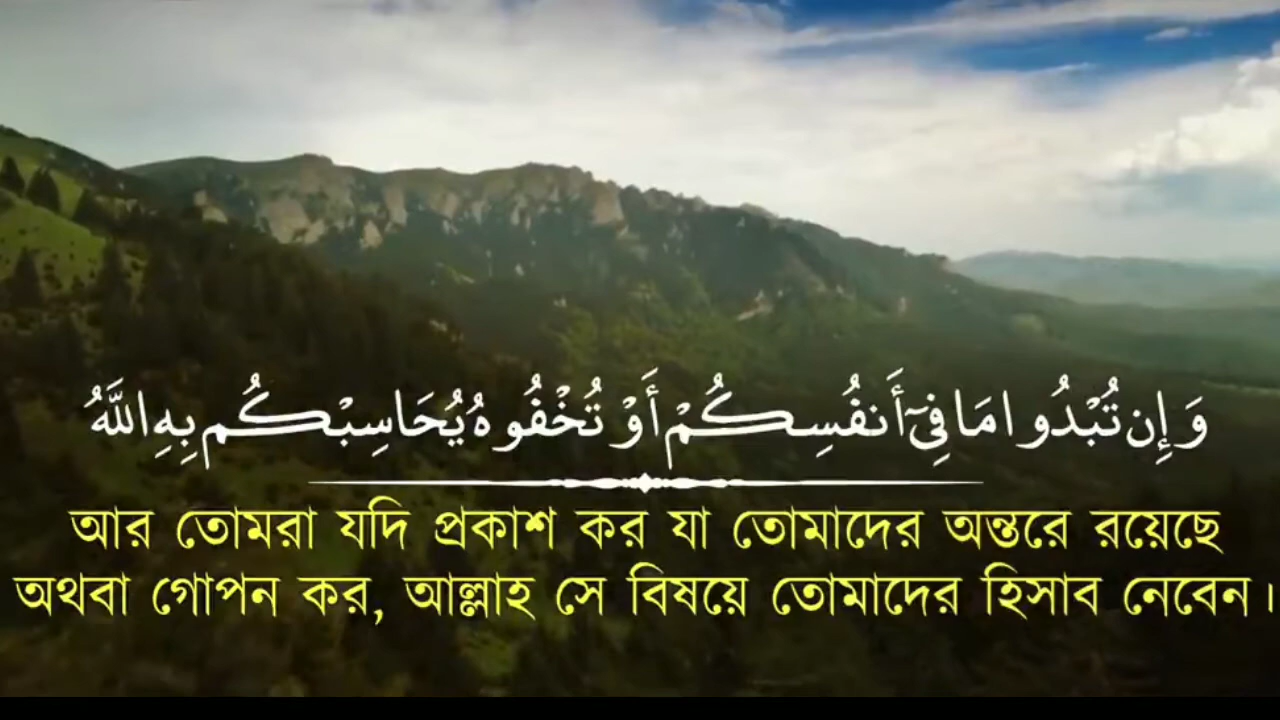 وَإِن تُبْدُوا مَا فِىٓ أَنفُسِكُمْ أَوْ تُخْفُوهُ يُحَاسِبْكُم بِهِ اللَّهُ
আর তোমরা যদি প্রকাশ কর যা তোমাদের অন্তরে রয়েছে
অথবা গোপন কর, আল্লাহ সে বিষয়ে তোমাদের হিসাব নেবেন।